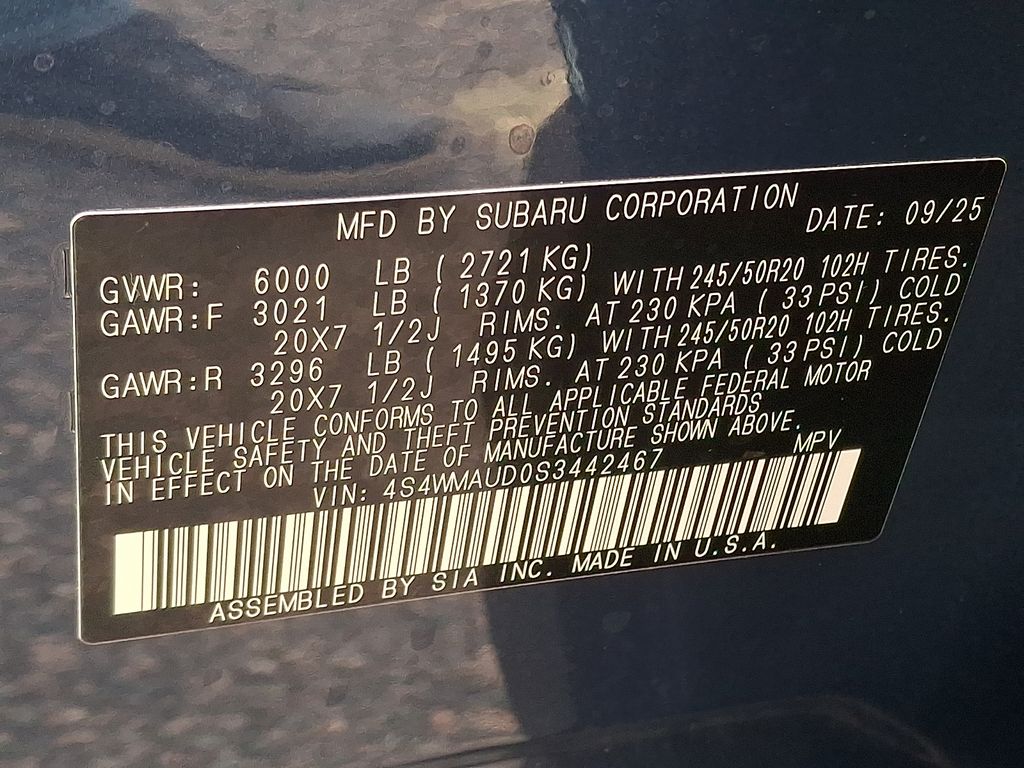 MFD BY SUBARU CORPORATION DATE: 09/25
GVWR: 6000 LB ( 2721 KG)
GAWR:F 3021 LB ( 1370 KG) WITH 245/50R20 102H TIRES.
20X7 1/2J RIMS. AT 230 KPA ( 33 PSI) COLD
GAWR:R 3296 LB ( 1495 KG) WITH 245/50R20 102H TIRES.
20X7 1/2J RIMS. AT 230 KPA ( 33 PSI) COLD
THIS VEHICLE CONFORMS TO ALL APPLICABLE FEDERAL MOTOR
VEHICLE SAFETY AND THEFT PREVENTION STANDARDS
IN EFFECT ON THE DATE OF MANUFACTURE SHOWN ABOVE.
VIN: 4S4WMAUD0S3442467 MPV
ASSEMBLED BY SIA INC. MADE IN U.S.A.